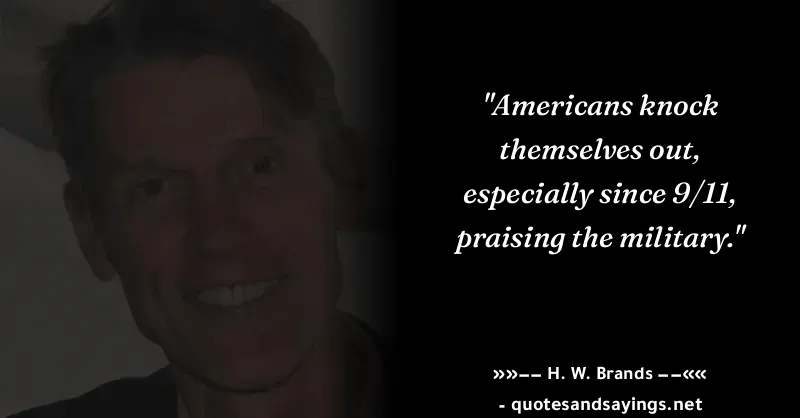 "Americans knock
themselves out,
especially since 9/11,
praising the military."
»»—— H. W. Brands ——««
- quotesandsayings.net